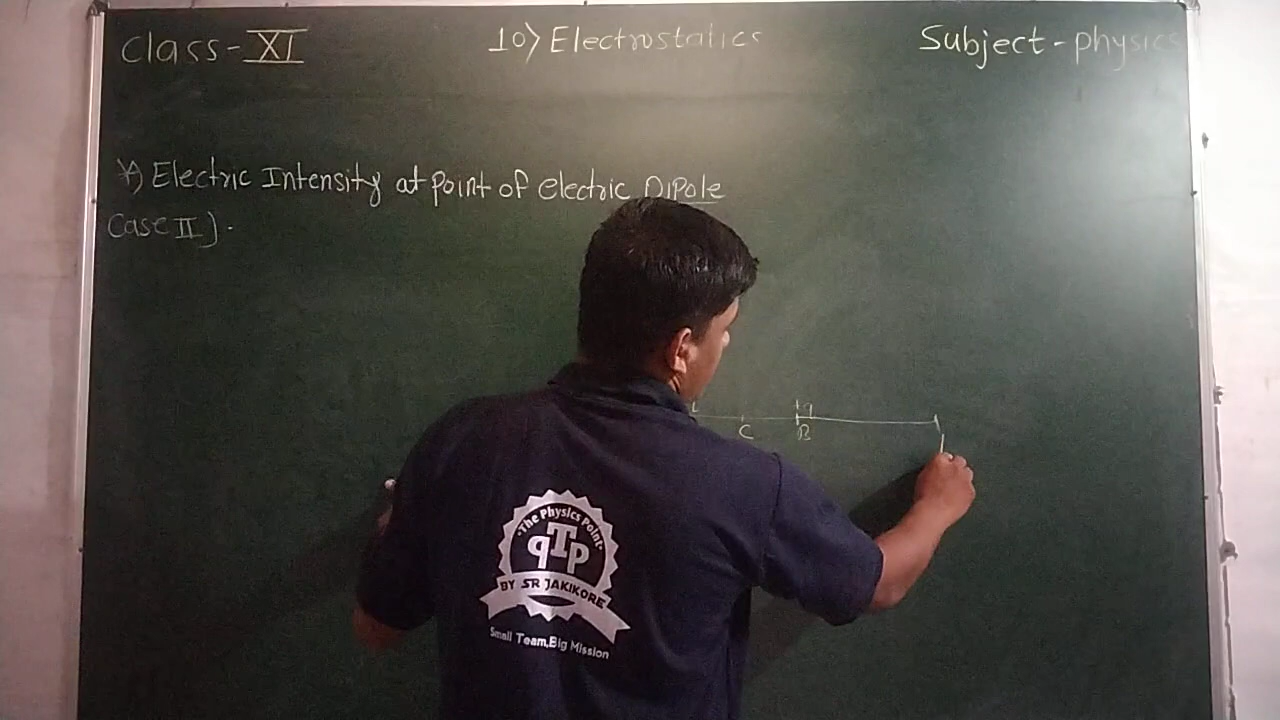 Class - XI
10) Electrostatics
Subject - physics
*) Electric Intensity at point of electric Dipole
Case II) .
+q
C
B
The Physics Point
qTp
BY SR JAKIKORE
Small Team, Big Mission